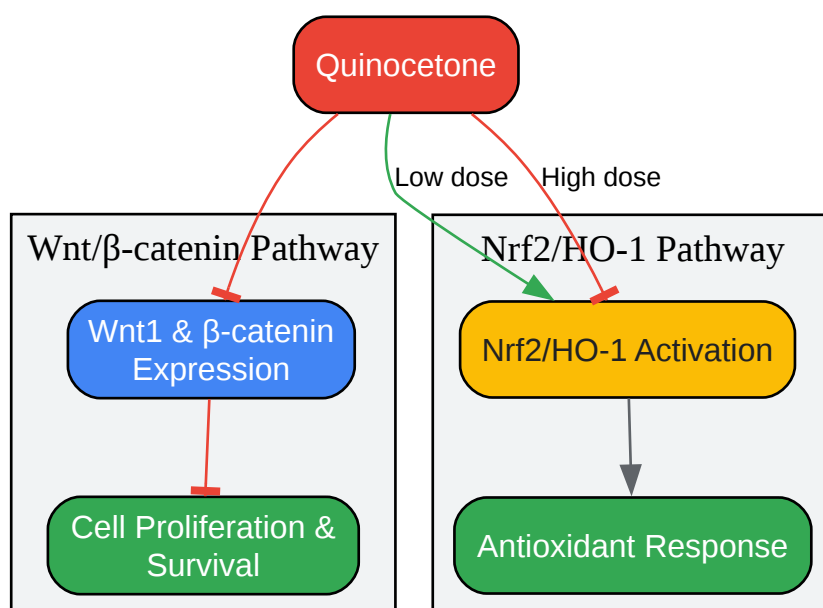 Quinocetone
Low dose
High dose
Wnt/β-catenin Pathway
Nrf2/HO-1 Pathway
Wnt1 & β-catenin
Expression
Nrf2/HO-1 Activation
Cell Proliferation &
Survival
Antioxidant Response